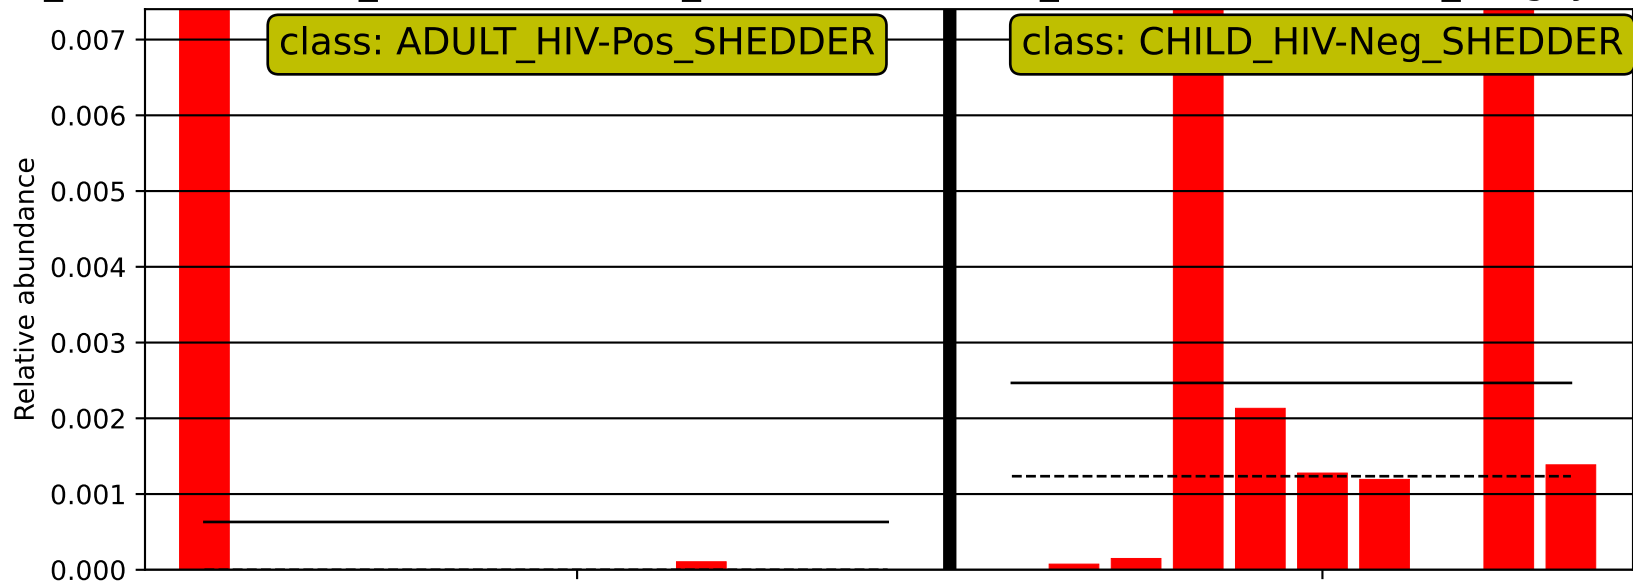 class: ADULT_HIV-Pos_SHEDDER
class: CHILD_HIV-Neg_SHEDDER
0.007
0.006
0.005
0.004
0.003
0.002
0.001
0.000
Relative abundance